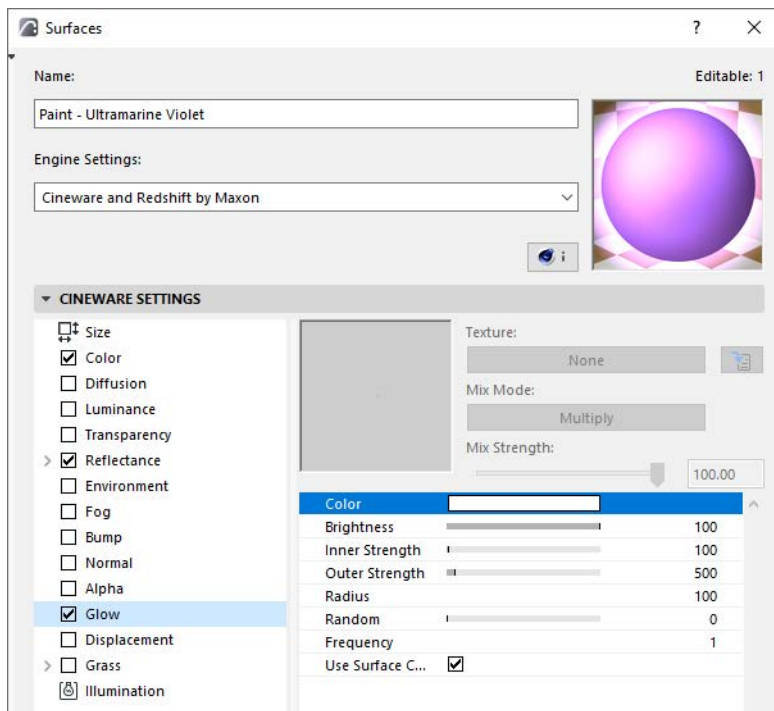 Surfaces
?
Name:
Editable: 1
Paint - Ultramarine Violet
Engine Settings:
Cineware and Redshift by Maxon
i
CINEWARE SETTINGS
Size
Color
Diffusion
Luminance
Transparency
Reflectance
Environment
Fog
Bump
Normal
Alpha
Glow
Displacement
Grass
Illumination
Texture:
None
Mix Mode:
Multiply
Mix Strength:
100.00
Color
Brightness 100
Inner Strength 100
Outer Strength 500
Radius 100
Random 0
Frequency 1
Use Surface C...